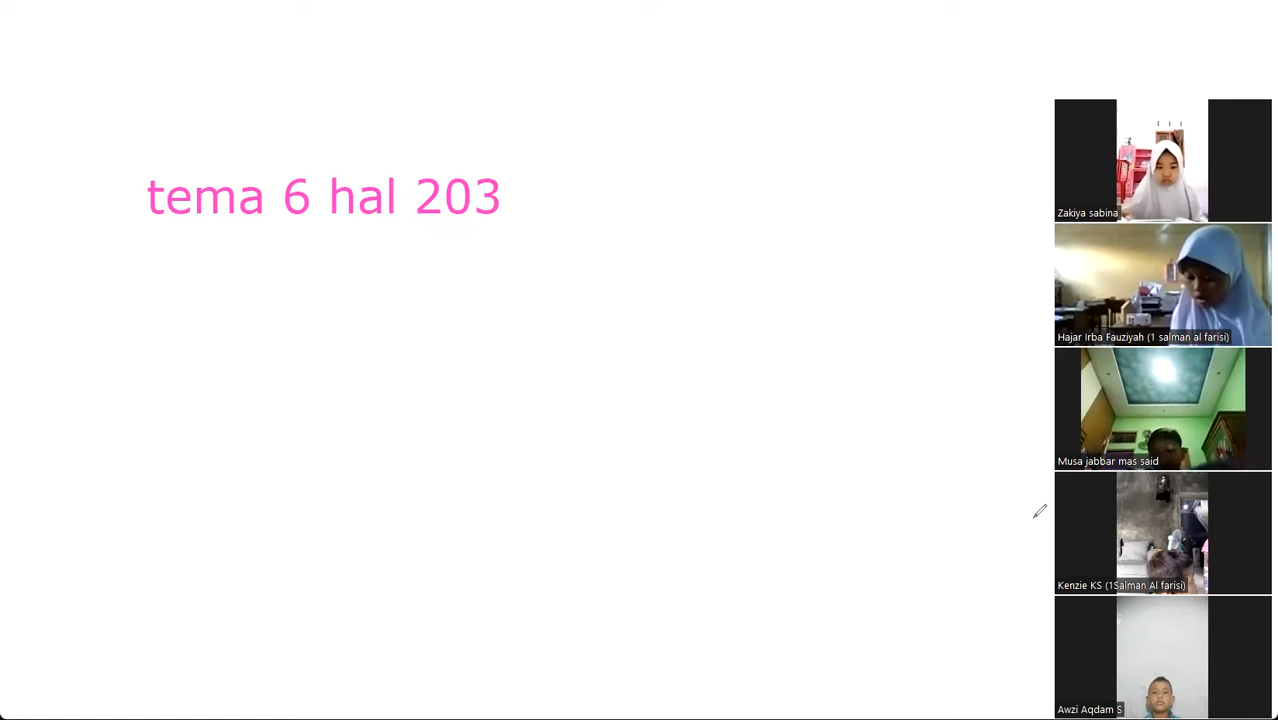 tema 6 hal 203
Zakiya sabina
Hajar Irba Fauziyah (1 salman al farisi)
Musa jabbar mas said
Kenzie KS (1Salman Al farisi)
Awzi Aqdam S